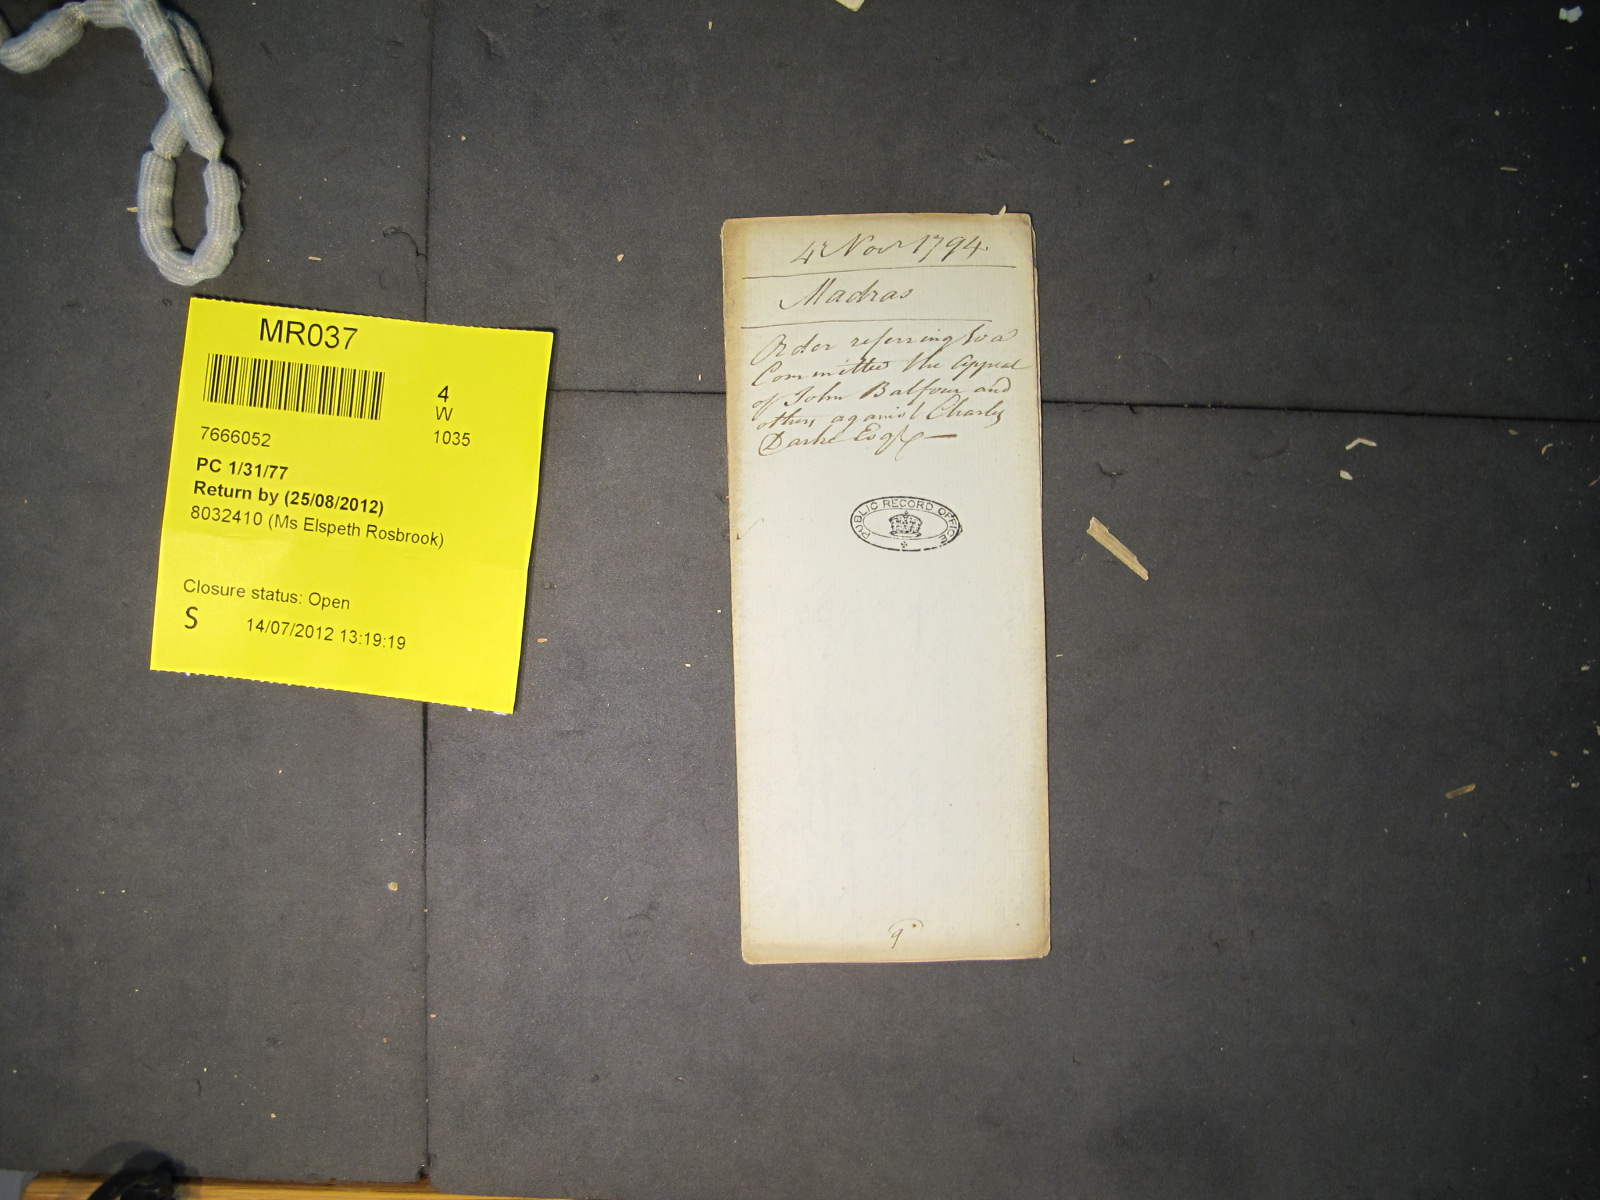 MR037
4
W
1035
7666052
PC 1/31/77
Return by (25/08/2012)
8032410 (Ms Elspeth Rosbrook)
Closure status: Open
S 14/07/2012 13:19:19
4 Novr 1794.
Madras
Order referring to a
Committee the Appeal
of John Balfour and
others against Charles
Darke Esqr
PUBLIC RECORD OFFICE
9